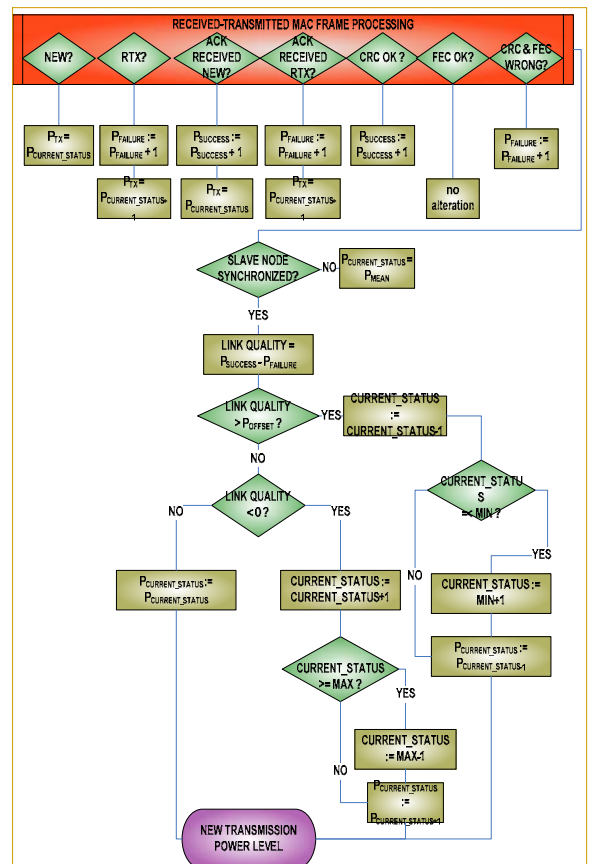 RECEIVED-TRANSMITTED MAC FRAME PROCESSING
NEW?
RTX?
ACK
RECEIVED
NEW?
ACK
RECEIVED
RTX?
CRC OK ?
FEC OK?
CRC & FEC
WRONG?
PTX =
PCURRENT_STATUS
PFAILURE :=
PFAILURE + 1
PSUCCESS :=
PSUCCESS + 1
PFAILURE :=
PFAILURE + 1
PSUCCESS :=
PSUCCESS + 1
PFAILURE :=
PFAILURE + 1
PTX =
PCURRENT_STATUS+
1
PTX =
PCURRENT_STATUS
PTX =
PCURRENT_STATUS+
1
no
alteration
SLAVE NODE
SYNCHRONIZED?
NO
PCURRENT_STATUS =
PMEAN
YES
LINK QUALITY =
PSUCCESS - PFAILURE
LINK QUALITY
> POFFSET ?
YES
CURRENT_STATUS
:=
CURRENT_STATUS-1
NO
LINK QUALITY
< 0 ?
NO
YES
CURRENT_STATU
S
=< MIN ?
NO
YES
PCURRENT_STATUS :=
PCURRENT_STATUS
CURRENT_STATUS :=
CURRENT_STATUS+1
CURRENT_STATUS :=
MIN+1
PCURRENT_STATUS :=
PCURRENT_STATUS-1
CURRENT_STATUS
>= MAX ?
YES
NO
CURRENT_STATUS
:= MAX-1
PCURRENT_STATUS
:=
PCURRENT_STATUS+1
NEW TRANSMISSION
POWER LEVEL